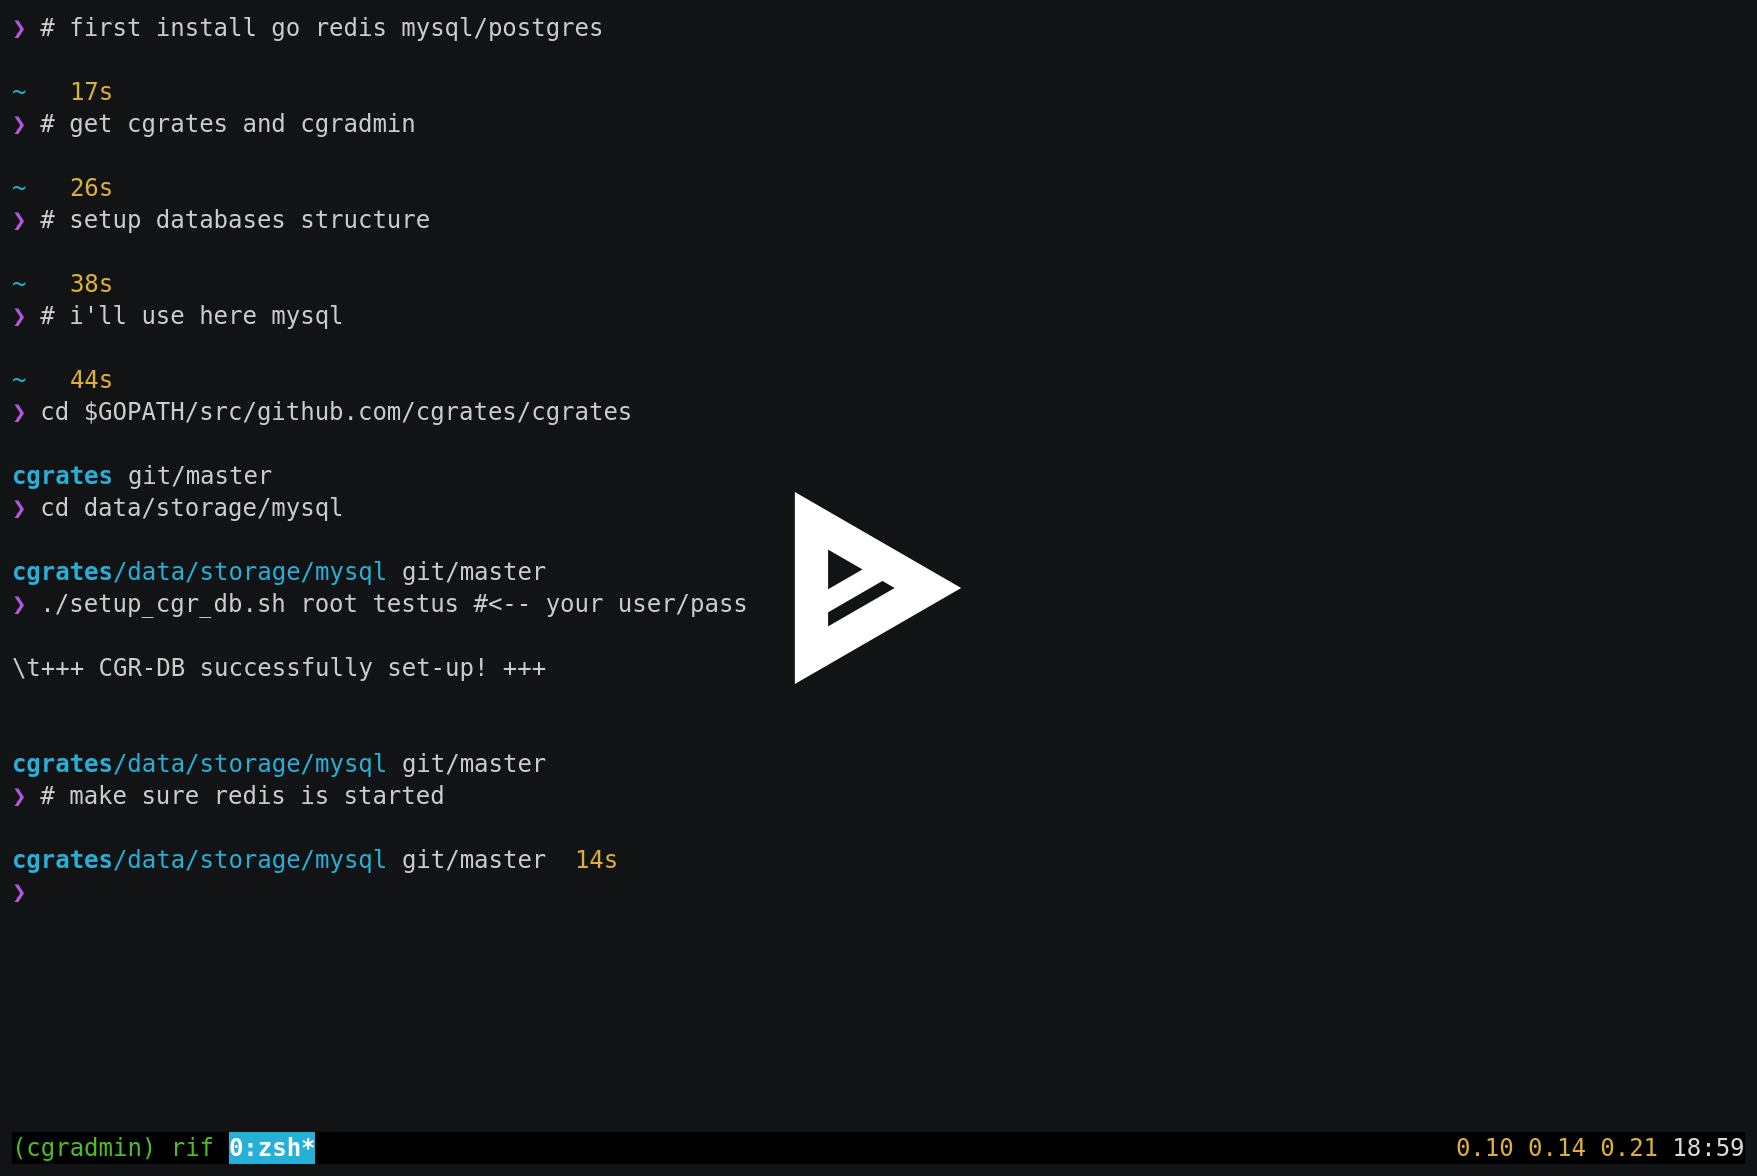 ❯ # first install go redis mysql/postgres
~   17s
❯ # get cgrates and cgradmin
~   26s
❯ # setup databases structure
~   38s
❯ # i'll use here mysql
~   44s
❯ cd $GOPATH/src/github.com/cgrates/cgrates
cgrates git/master
❯ cd data/storage/mysql
cgrates/data/storage/mysql git/master
❯ ./setup_cgr_db.sh root testus #<-- your user/pass
\t+++ CGR-DB successfully set-up! +++
cgrates/data/storage/mysql git/master
❯ # make sure redis is started
cgrates/data/storage/mysql git/master  14s
❯
(cgradmin) rif 0:zsh* 0.10 0.14 0.21 18:59